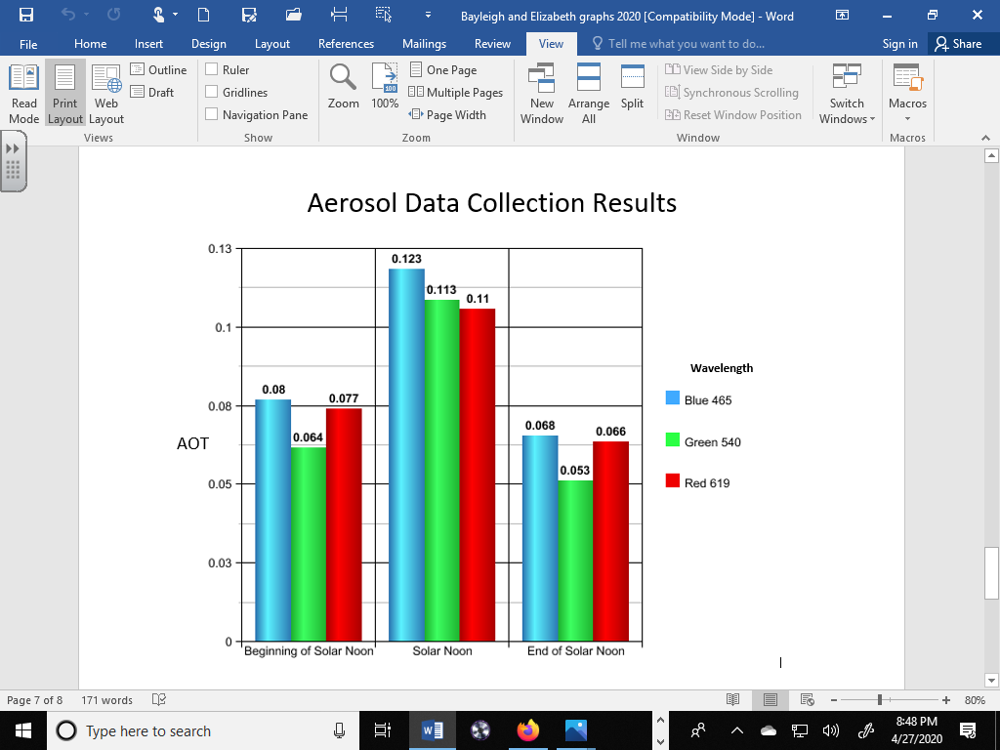 Bayleigh and Elizabeth graphs 2020 [Compatibility Mode] - Word
File Home Insert Design Layout References Mailings Review View Tell me what you want to do... Sign in Share
Read Mode
Print Layout
Web Layout
Outline
Draft
Views
Ruler
Gridlines
Navigation Pane
Show
Zoom
100
100%
One Page
Multiple Pages
Page Width
Zoom
New Window
Arrange All
Split
View Side by Side
Synchronous Scrolling
Reset Window Position
Switch Windows
Window
Macros
Macros
Aerosol Data Collection Results
0.13
0.1
0.08
0.05
0.03
0
AOT
0.08 0.064 0.077
0.123 0.113 0.11
0.068 0.053 0.066
Beginning of Solar Noon Solar Noon End of Solar Noon
Wavelength
Blue 465
Green 540
Red 619
Page 7 of 8 171 words 80%
Type here to search
8:48 PM
4/27/2020